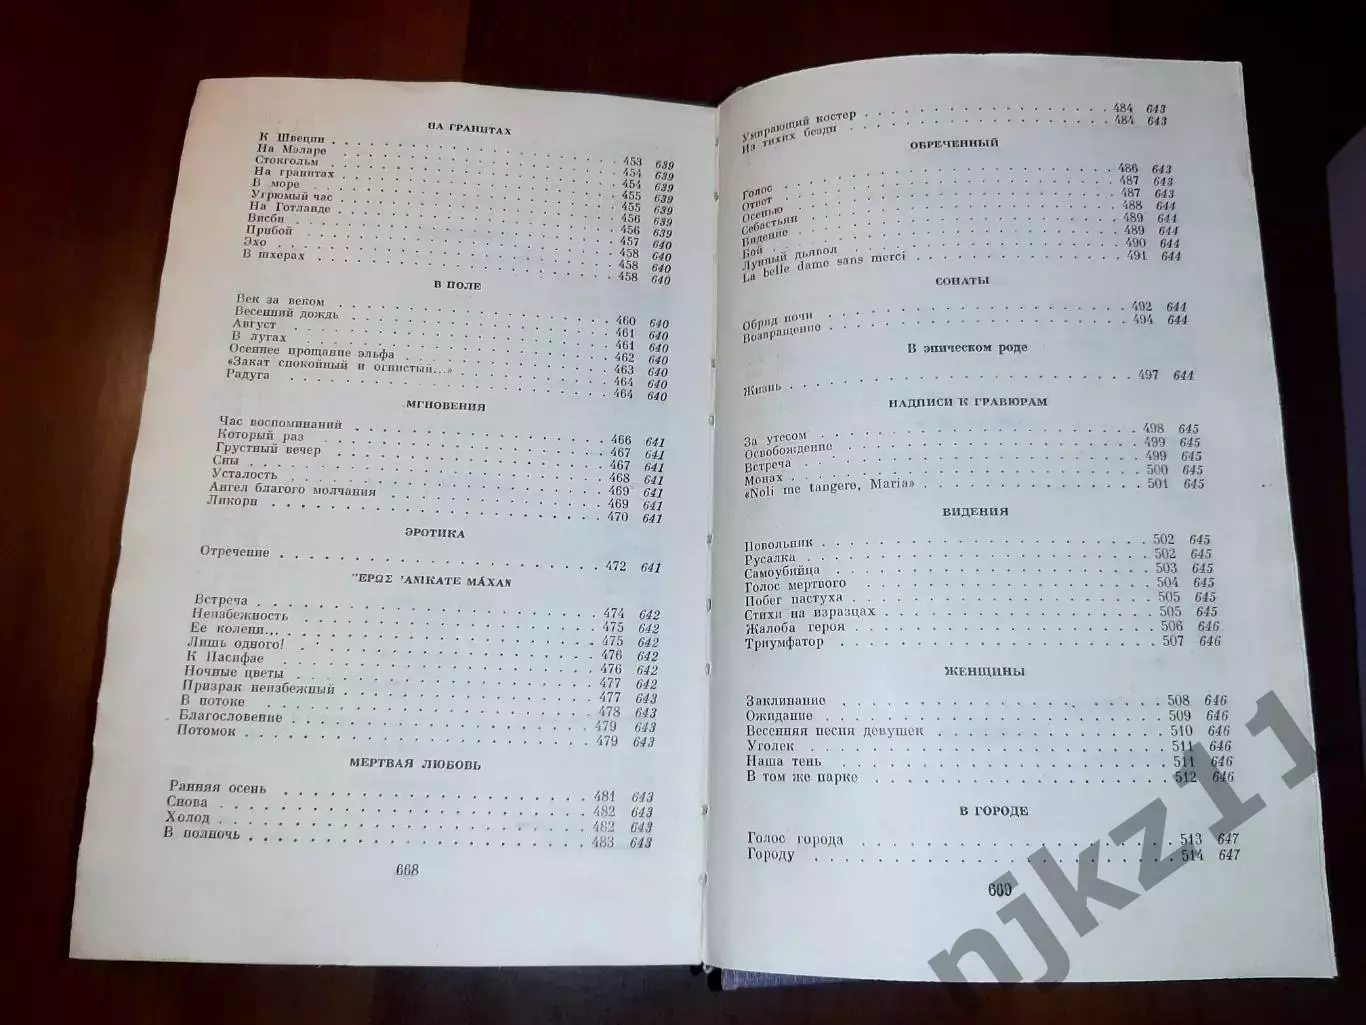 НА ГРАНИТАХ
К Швеции . . . 453 639
На Мэларе . . . 454 639
Стокгольм . . . 454 639
На гранитах . . . 455 639
В море . . . 455 639
Угрюмый час . . . 456 639
На Готланде . . . 456 639
Висби . . . 457 640
Прибой . . . 458 640
Эхо . . . 458 640
В шхерах . . . 458 640
В ПОЛЕ
Век за веком . . . 460 640
Весенний дождь . . . 461 640
Август . . . 461 640
В лугах . . . 462 640
Осеннее прощание эльфа . . . 463 640
«Закат спокойный и огнистый...» . . . 464 640
Радуга . . . 464 640
МГНОВЕНИЯ
Час воспоминаний . . . 466 641
Который раз . . . 467 641
Грустный вечер . . . 467 641
Сны . . . 468 641
Усталость . . . 469 641
Ангел благого молчания . . . 469 641
Ликорн . . . 470 641
ЭРОТИКА
Отречение . . . 472 641
῎ΕΡΩΣ ᾽ΑΝΙΚΑΤΕ ΜΆΧΑΝ
Встреча . . . 474 642
Неизбежность . . . 475 642
Ее колени... . . . 475 642
Лишь одного! . . . 476 642
К Пасифае . . . 476 642
Ночные цветы . . . 477 642
Призрак неизбежный . . . 477 643
В потоке . . . 478 643
Благословение . . . 479 643
Потомок . . . 479 643
МЕРТВАЯ ЛЮБОВЬ
Ранняя осень . . . 481 643
Снова . . . 482 643
Холод . . . 482 643
В полночь . . . 483 643
668
Умирающий костер . . . 484 643
Из тихих бездн . . . 484 643
ОБРЕЧЕННЫЙ
Голос . . . 486 643
Ответ . . . 487 643
Осенью . . . 487 643
Себастьян . . . 488 644
Видение . . . 489 644
Бой . . . 489 644
Лунный дьявол . . . 490 644
La belle dame sans merci . . . 491 644
СОНАТЫ
Обряд ночи . . . 492 644
Возвращение . . . 494 644
В эпическом роде
Жизнь . . . 497 644
НАДПИСИ К ГРАВЮРАМ
За утесом . . . 498 645
Освобождение . . . 499 645
Встреча . . . 499 645
Монах . . . 500 645
«Noli me tangere, Maria» . . . 501 645
ВИДЕНИЯ
Повольник . . . 502 645
Русалка . . . 502 645
Самоубийца . . . 503 645
Голос мертвого . . . 504 645
Побег пастуха . . . 505 645
Стихи на изразцах . . . 505 645
Жалоба героя . . . 506 646
Триумфатор . . . 507 646
ЖЕНЩИНЫ
Заклинание . . . 508 646
Ожидание . . . 509 646
Весенняя песня девушек . . . 510 646
Уголек . . . 511 646
Наша тень . . . 511 646
В том же парке . . . 512 646
В ГОРОДЕ
Голос города . . . 513 647
Городу . . . 514 647
669
njkz11